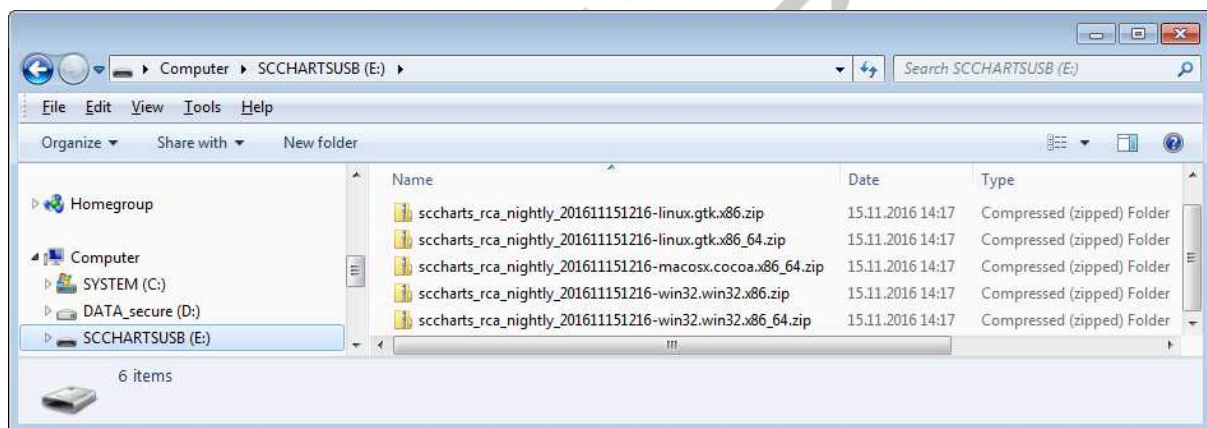 Computer SCCHARTSUSB (E:) Search SCCHARTSUSB (E:)
File Edit View Tools Help
Organize Share with New folder
Name Date Type
Homegroup
Computer
SYSTEM (C:)
DATA_secure (D:)
SCCHARTSUSB (E:)
sccharts_rca_nightly_201611151216-linux.gtk.x86.zip 15.11.2016 14:17 Compressed (zipped) Folder
sccharts_rca_nightly_201611151216-linux.gtk.x86_64.zip 15.11.2016 14:17 Compressed (zipped) Folder
sccharts_rca_nightly_201611151216-macosx.cocoa.x86_64.zip 15.11.2016 14:17 Compressed (zipped) Folder
sccharts_rca_nightly_201611151216-win32.win32.x86.zip 15.11.2016 14:17 Compressed (zipped) Folder
sccharts_rca_nightly_201611151216-win32.win32.x86_64.zip 15.11.2016 14:17 Compressed (zipped) Folder
6 items